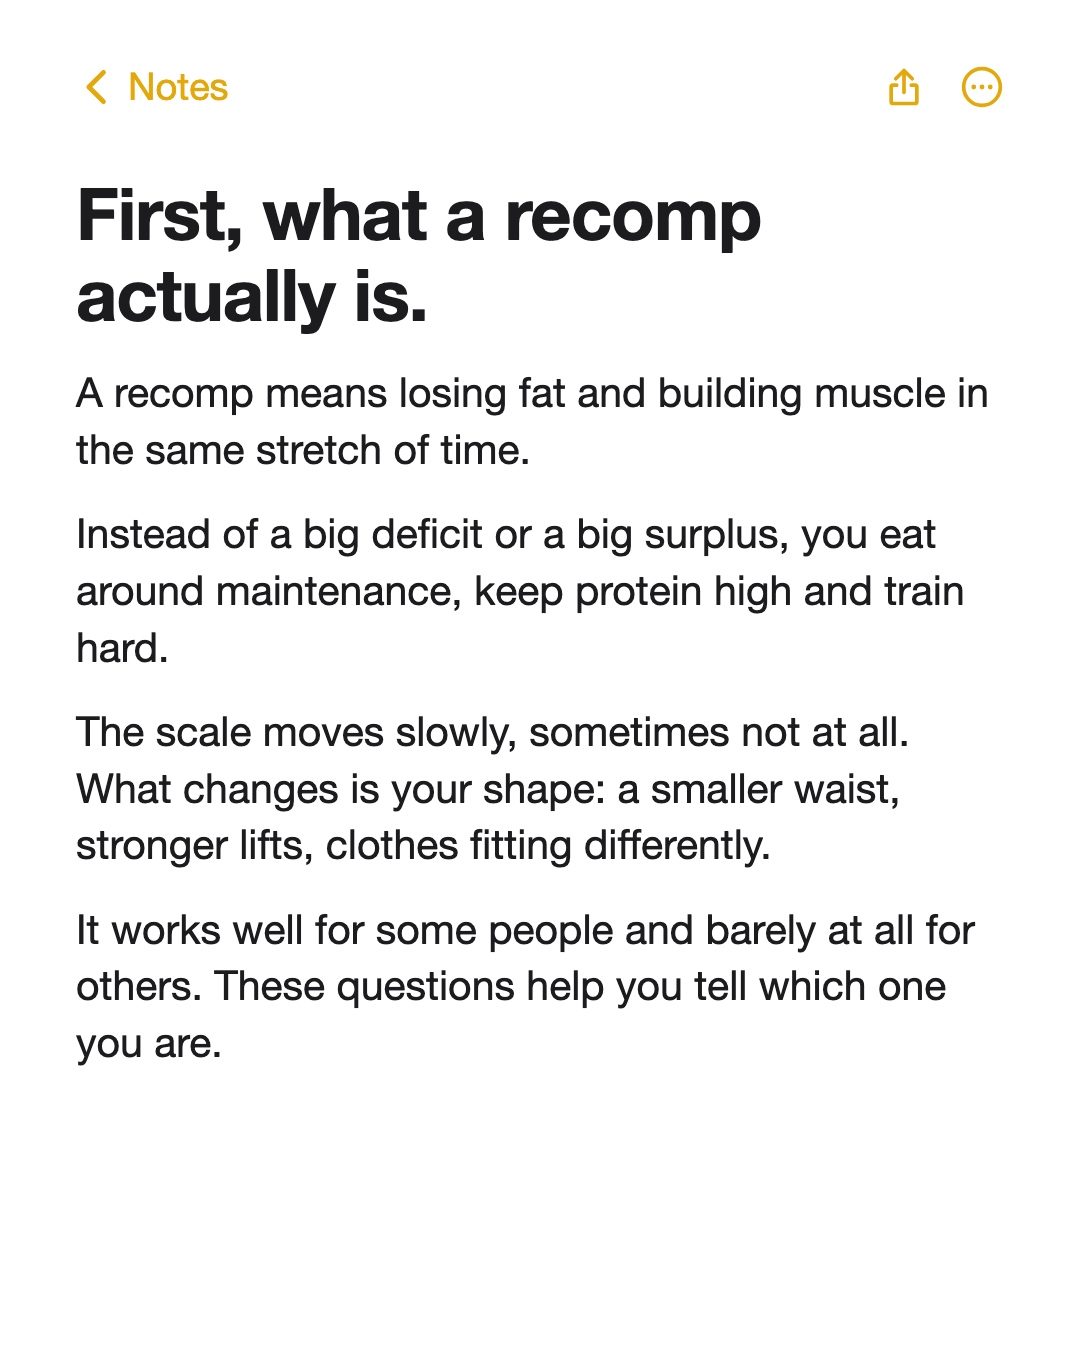 Notes
First, what a recomp
actually is.
A recomp means losing fat and building muscle in
the same stretch of time.
Instead of a big deficit or a big surplus, you eat
around maintenance, keep protein high and train
hard.
The scale moves slowly, sometimes not at all.
What changes is your shape: a smaller waist,
stronger lifts, clothes fitting differently.
It works well for some people and barely at all for
others. These questions help you tell which one
you are.